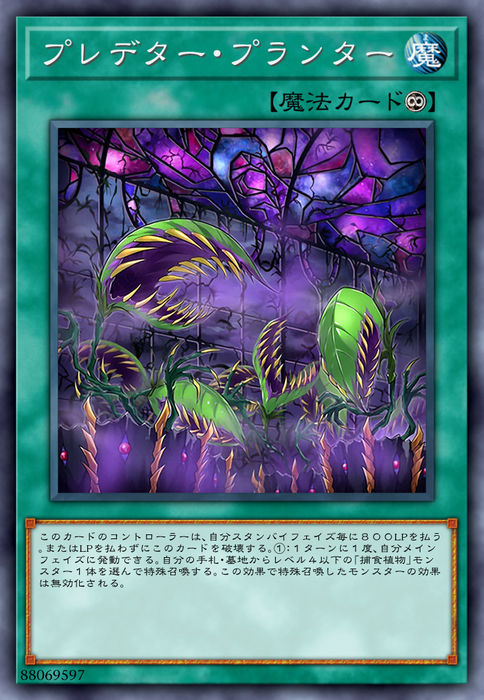 プレデター・プランター
魔
【魔法カード】
このカードのコントローラーは、自分スタンバイフェイズ毎に８００LPを払う
。またはLPを払わずにこのカードを破壊する。①：１ターンに１度、自分メイン
フェイズに発動できる。自分の手札・墓地からレベル４以下の「捕食植物」モン
スター１体を選んで特殊召喚する。この効果で特殊召喚したモンスターの効果
は無効化される。
88069597